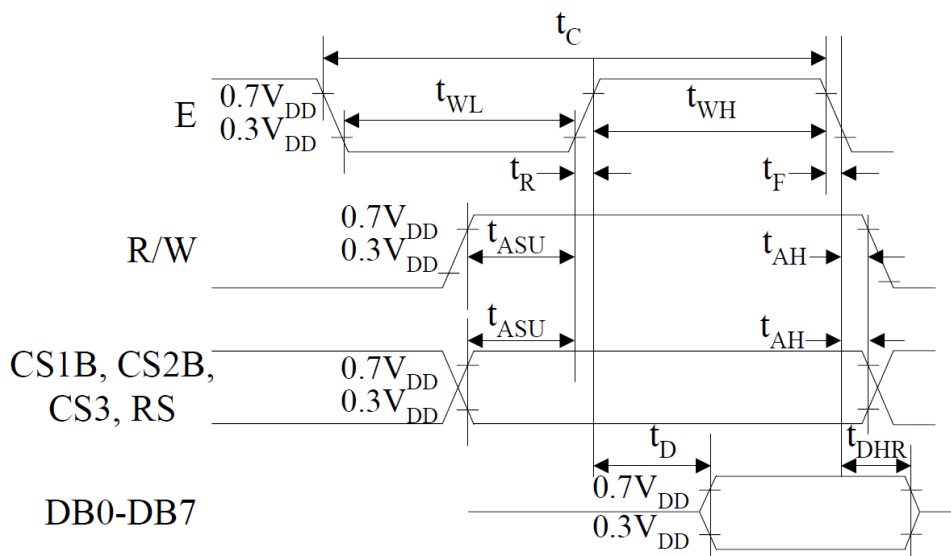 t_C
0.7V_DD
t_WL
t_WH
E
0.3V_DD
t_R
t_F
0.7V_DD
t_ASU
t_AH
R/W
0.3V_DD
t_ASU
t_AH
CS1B, CS2B,
0.7V_DD
CS3, RS
0.3V_DD
t_D
t_DHR
0.7V_DD
DB0-DB7
0.3V_DD